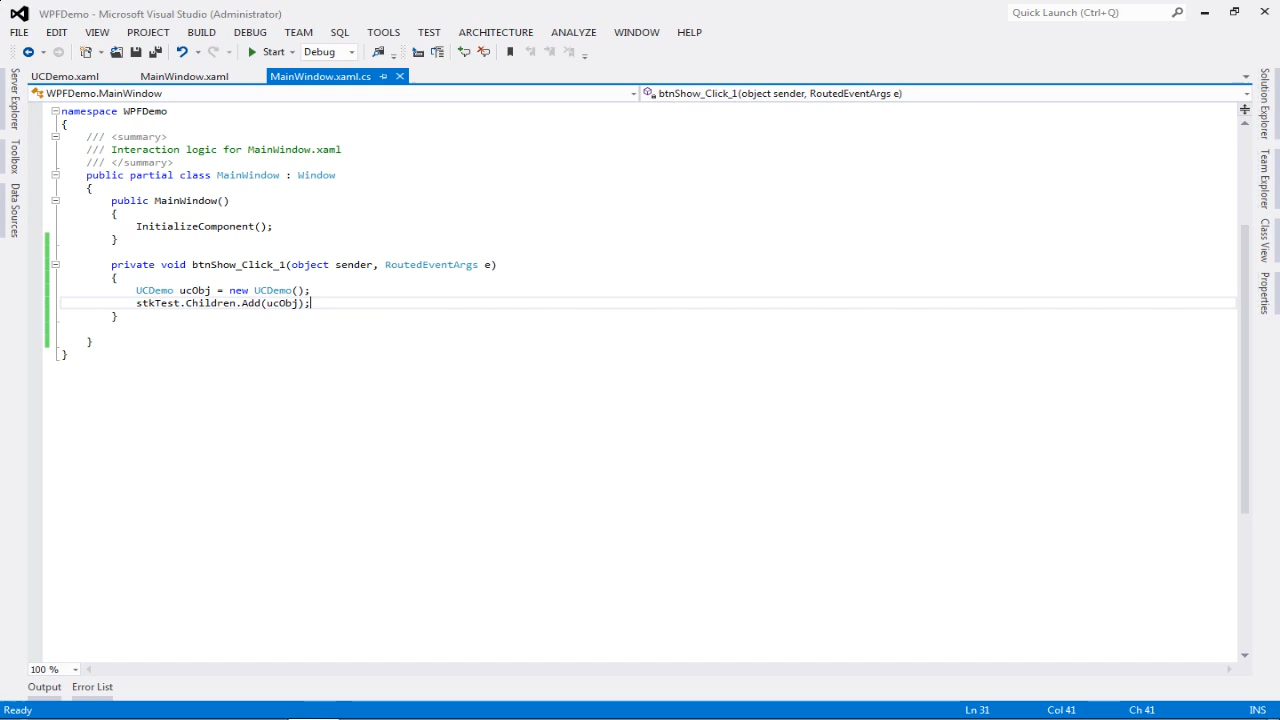 WPFDemo - Microsoft Visual Studio (Administrator)
Quick Launch (Ctrl+Q)
FILE EDIT VIEW PROJECT BUILD DEBUG TEAM SQL TOOLS TEST ARCHITECTURE ANALYZE WINDOW HELP
Start Debug
UCDemo.xaml MainWindow.xaml MainWindow.xaml.cs
WPFDemo.MainWindow btnShow_Click_1(object sender, RoutedEventArgs e)
Server Explorer
Toolbox
Data Sources
namespace WPFDemo
{
/// <summary>
/// Interaction logic for MainWindow.xaml
/// </summary>
public partial class MainWindow : Window
{
public MainWindow()
{
InitializeComponent();
}
private void btnShow_Click_1(object sender, RoutedEventArgs e)
{
UCDemo ucObj = new UCDemo();
stkTest.Children.Add(ucObj);
}
}
}
Solution Explorer
Team Explorer
Class View
Properties
100 %
Output Error List
Ready Ln 31 Col 41 Ch 41 INS